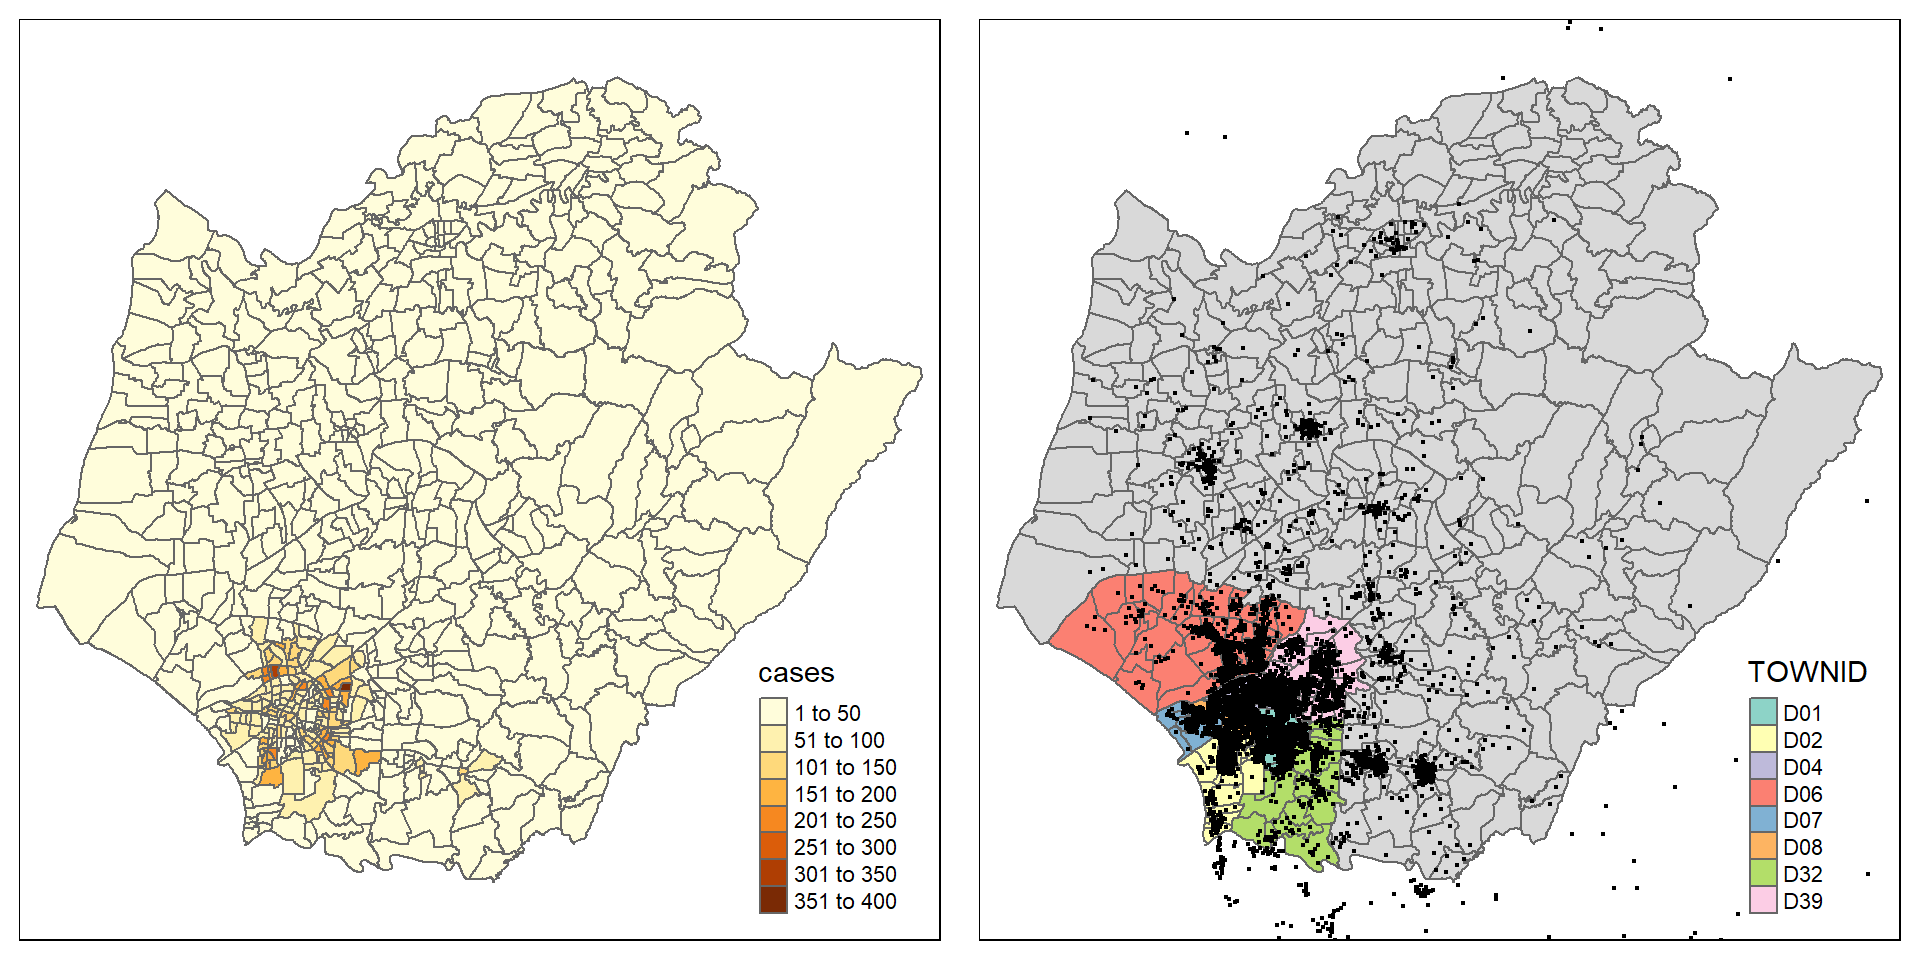 cases
1 to 50
51 to 100
101 to 150
151 to 200
201 to 250
251 to 300
301 to 350
351 to 400
TOWNID
D01
D02
D04
D06
D07
D08
D32
D39